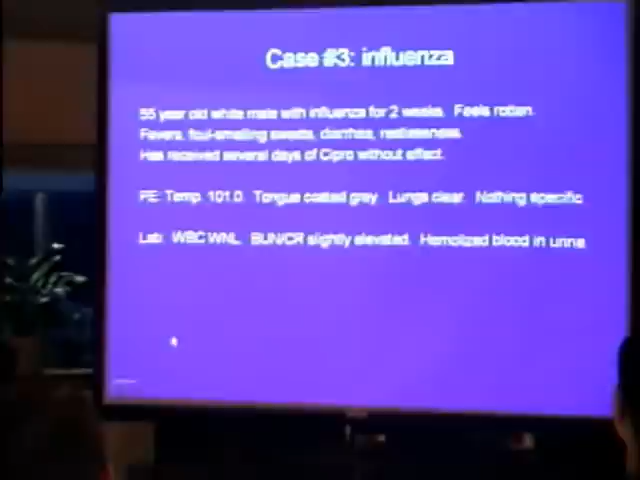 Case #3: influenza
55 year old white male with influenza for 2 weeks. Feels rotten.
Fevers, foul-smelling sweats, diarrhea, restlessness.
Has received several days of Cipro without effect.
PE: Temp. 101.0. Tongue coated grey. Lungs clear. Nothing specific
Lab: WBC WNL. BUN/CR slightly elevated. Hemolized blood in urine